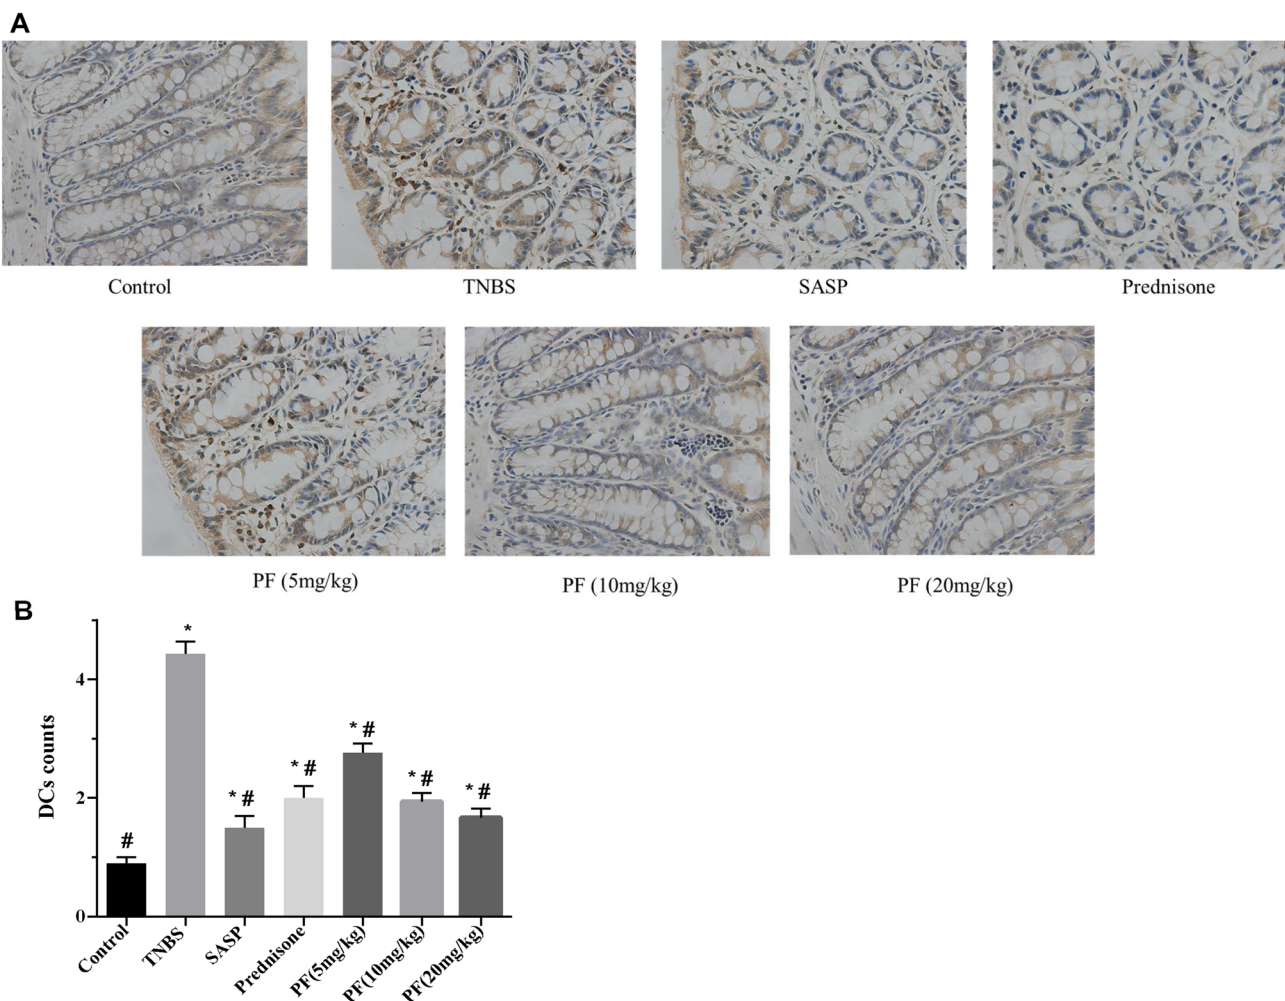 A
Control TNBS SASP Prednisone
PF (5mg/kg) PF (10mg/kg) PF (20mg/kg)
B
*
4
* #
* #
* #
* #
* #
#
2
0
DCs counts
Control TNBS SASP Prednisone PF(5mg/kg) PF(10mg/kg) PF(20mg/kg)